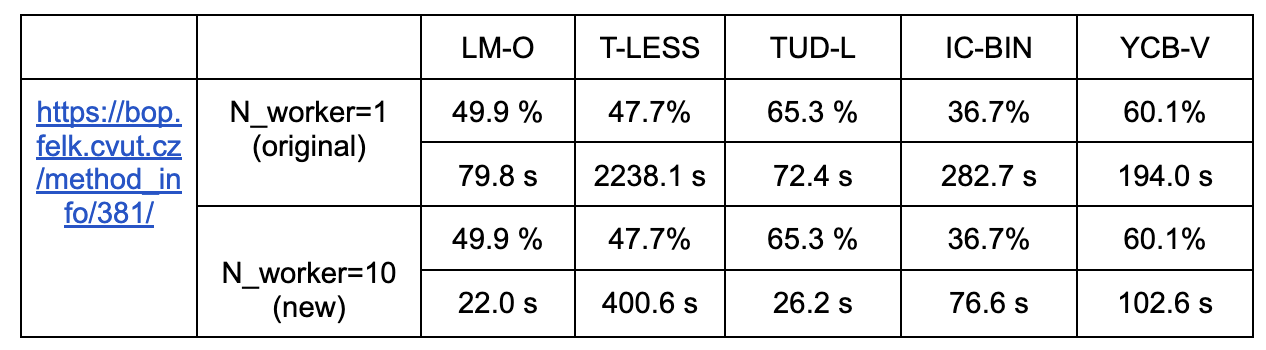 LM-O T-LESS TUD-L IC-BIN YCB-V
https://bop.
felk.cvut.cz
/method_in
fo/381/
N_worker=1
(original)
49.9 % 47.7% 65.3 % 36.7% 60.1%
79.8 s 2238.1 s 72.4 s 282.7 s 194.0 s
N_worker=10
(new)
49.9 % 47.7% 65.3 % 36.7% 60.1%
22.0 s 400.6 s 26.2 s 76.6 s 102.6 s